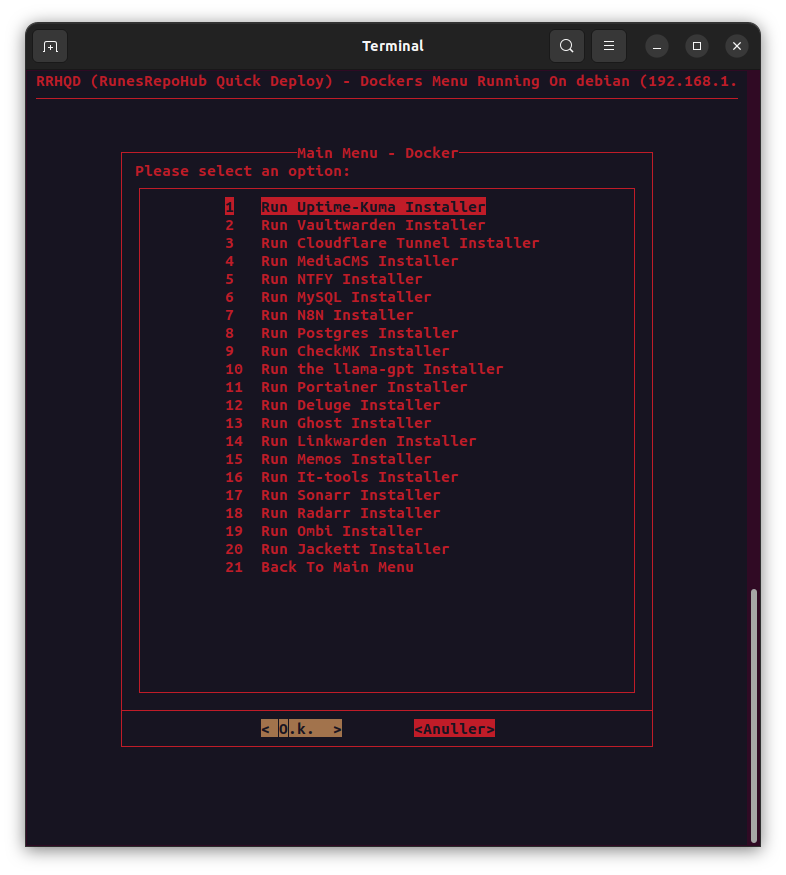 Terminal
RRHQD (RunesRepoHub Quick Deploy) - Dockers Menu Running On debian (192.168.1.
Main Menu - Docker
Please select an option:
1 Run Uptime-Kuma Installer
2 Run Vaultwarden Installer
3 Run Cloudflare Tunnel Installer
4 Run MediaCMS Installer
5 Run NTFY Installer
6 Run MySQL Installer
7 Run N8N Installer
8 Run Postgres Installer
9 Run CheckMK Installer
10 Run the llama-gpt Installer
11 Run Portainer Installer
12 Run Deluge Installer
13 Run Ghost Installer
14 Run Linkwarden Installer
15 Run Memos Installer
16 Run It-tools Installer
17 Run Sonarr Installer
18 Run Radarr Installer
19 Run Ombi Installer
20 Run Jackett Installer
21 Back To Main Menu
< O.k. > <Anuller>